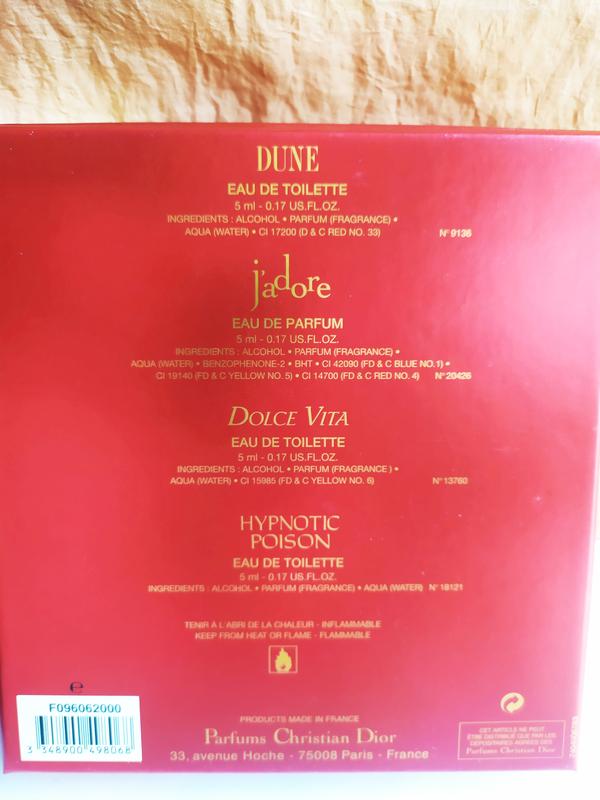 DUNE
EAU DE TOILETTE
5 ml - 0.17 US.FL.OZ.
INGREDIENTS : ALCOHOL • PARFUM (FRAGRANCE) •
AQUA (WATER) • CI 17200 (D & C RED NO. 33) N° 9136
j'adore
EAU DE PARFUM
5 ml - 0.17 US.FL.OZ.
INGREDIENTS : ALCOHOL • PARFUM (FRAGRANCE) •
AQUA (WATER) • BENZOPHENONE-2 • BHT • CI 42090 (FD & C BLUE NO.1) •
CI 19140 (FD & C YELLOW NO. 5) • CI 14700 (FD & C RED NO. 4) N° 20426
DOLCE VITA
EAU DE TOILETTE
5 ml - 0.17 US.FL.OZ.
INGREDIENTS : ALCOHOL • PARFUM (FRAGRANCE ) •
AQUA (WATER) • CI 15985 (FD & C YELLOW NO. 6) N° 13760
HYPNOTIC
POISON
EAU DE TOILETTE
5 ml - 0.17 US.FL.OZ.
INGREDIENTS : ALCOHOL • PARFUM (FRAGRANCE) • AQUA (WATER) N° 18121
TENIR À L'ABRI DE LA CHALEUR - INFLAMMABLE
KEEP FROM HEAT OR FLAME - FLAMMABLE
e
F096062000
3 348900 498068
PRODUCTS MADE IN FRANCE
Parfums Christian Dior
33, avenue Hoche - 75008 Paris - France
CET ARTICLE NE PEUT
ÊTRE DISTRIBUÉ QUE PAR LES
DÉPOSITAIRES AGRÉÉS DES
Parfums Christian Dior